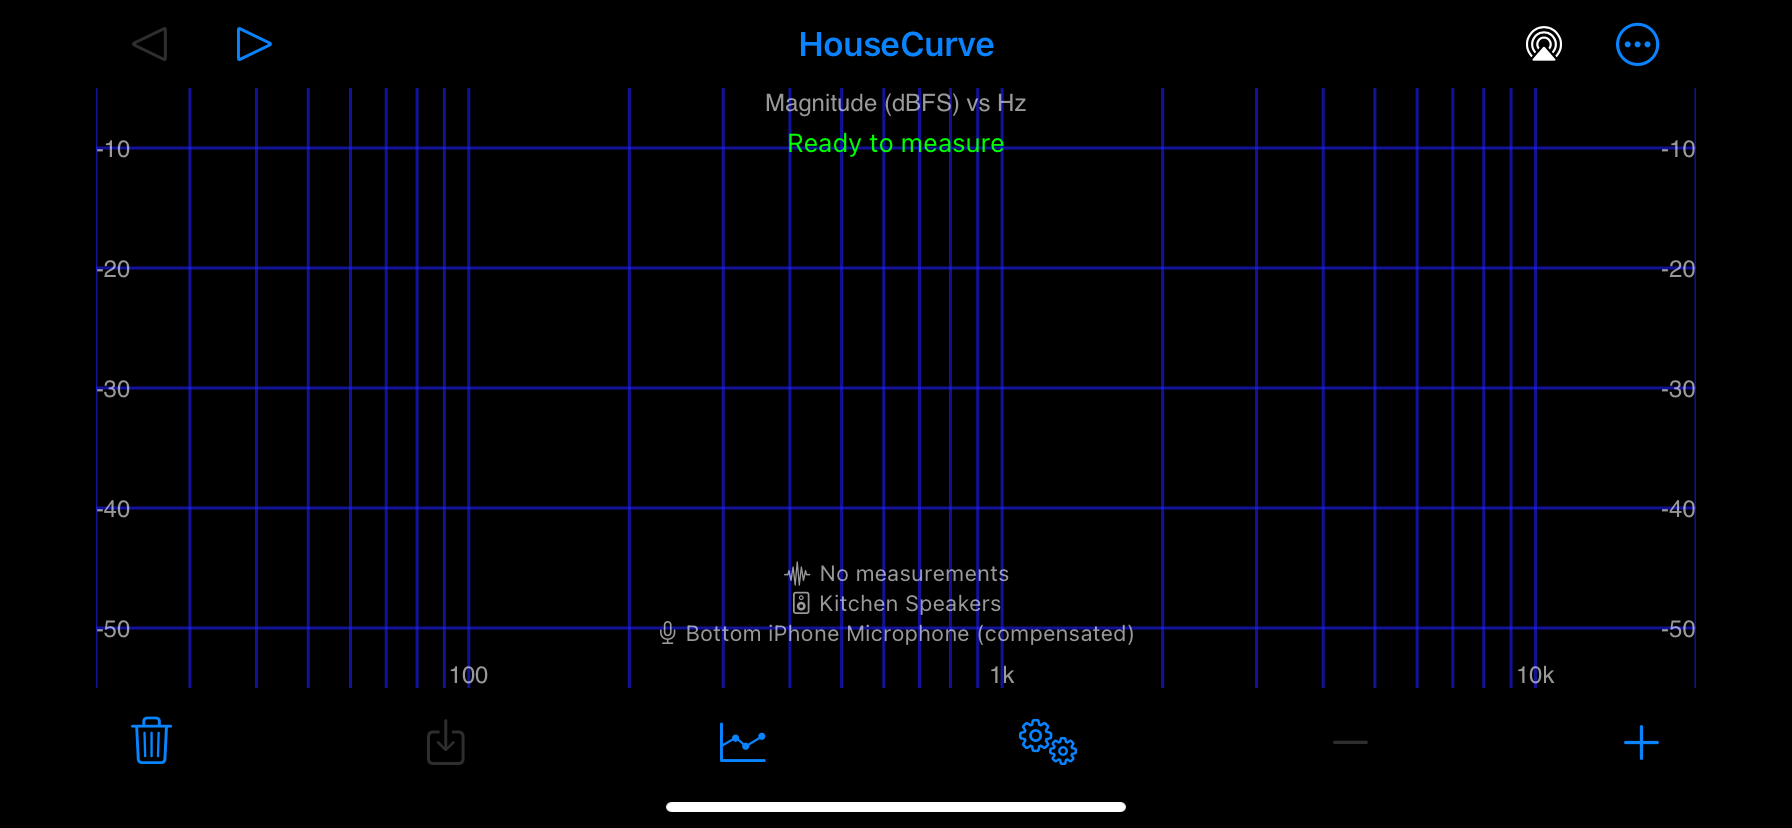 HouseCurve
Magnitude (dBFS) vs Hz
Ready to measure
-10 -10
-20 -20
-30 -30
-40 -40
No measurements
Kitchen Speakers
-50 -50
Bottom iPhone Microphone (compensated)
100 1k 10k